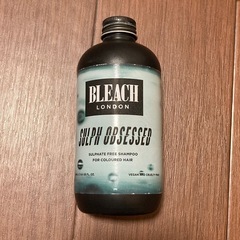 BLEACH
LONDON
SULPH OBSESSED
SULPHATE FREE SHAMPOO
FOR COLOURED HAIR